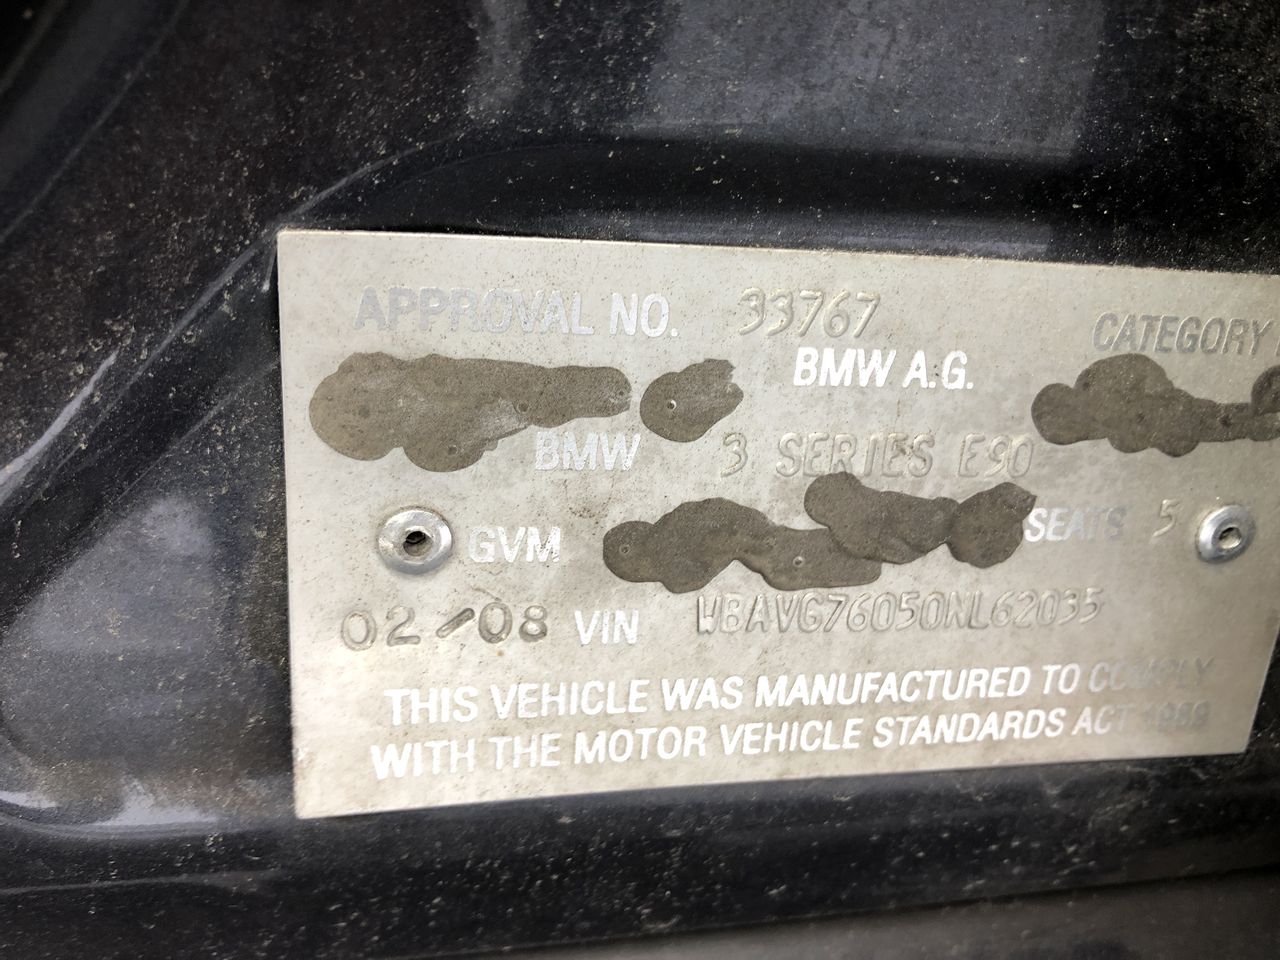 APPROVAL NO. 33767 CATEGORY
BMW A.G.
BMW 3 SERIES E90
GVM SEATS 5
02/08 VIN WBAVG76050NL62035
THIS VEHICLE WAS MANUFACTURED TO COMPLY
WITH THE MOTOR VEHICLE STANDARDS ACT 1989